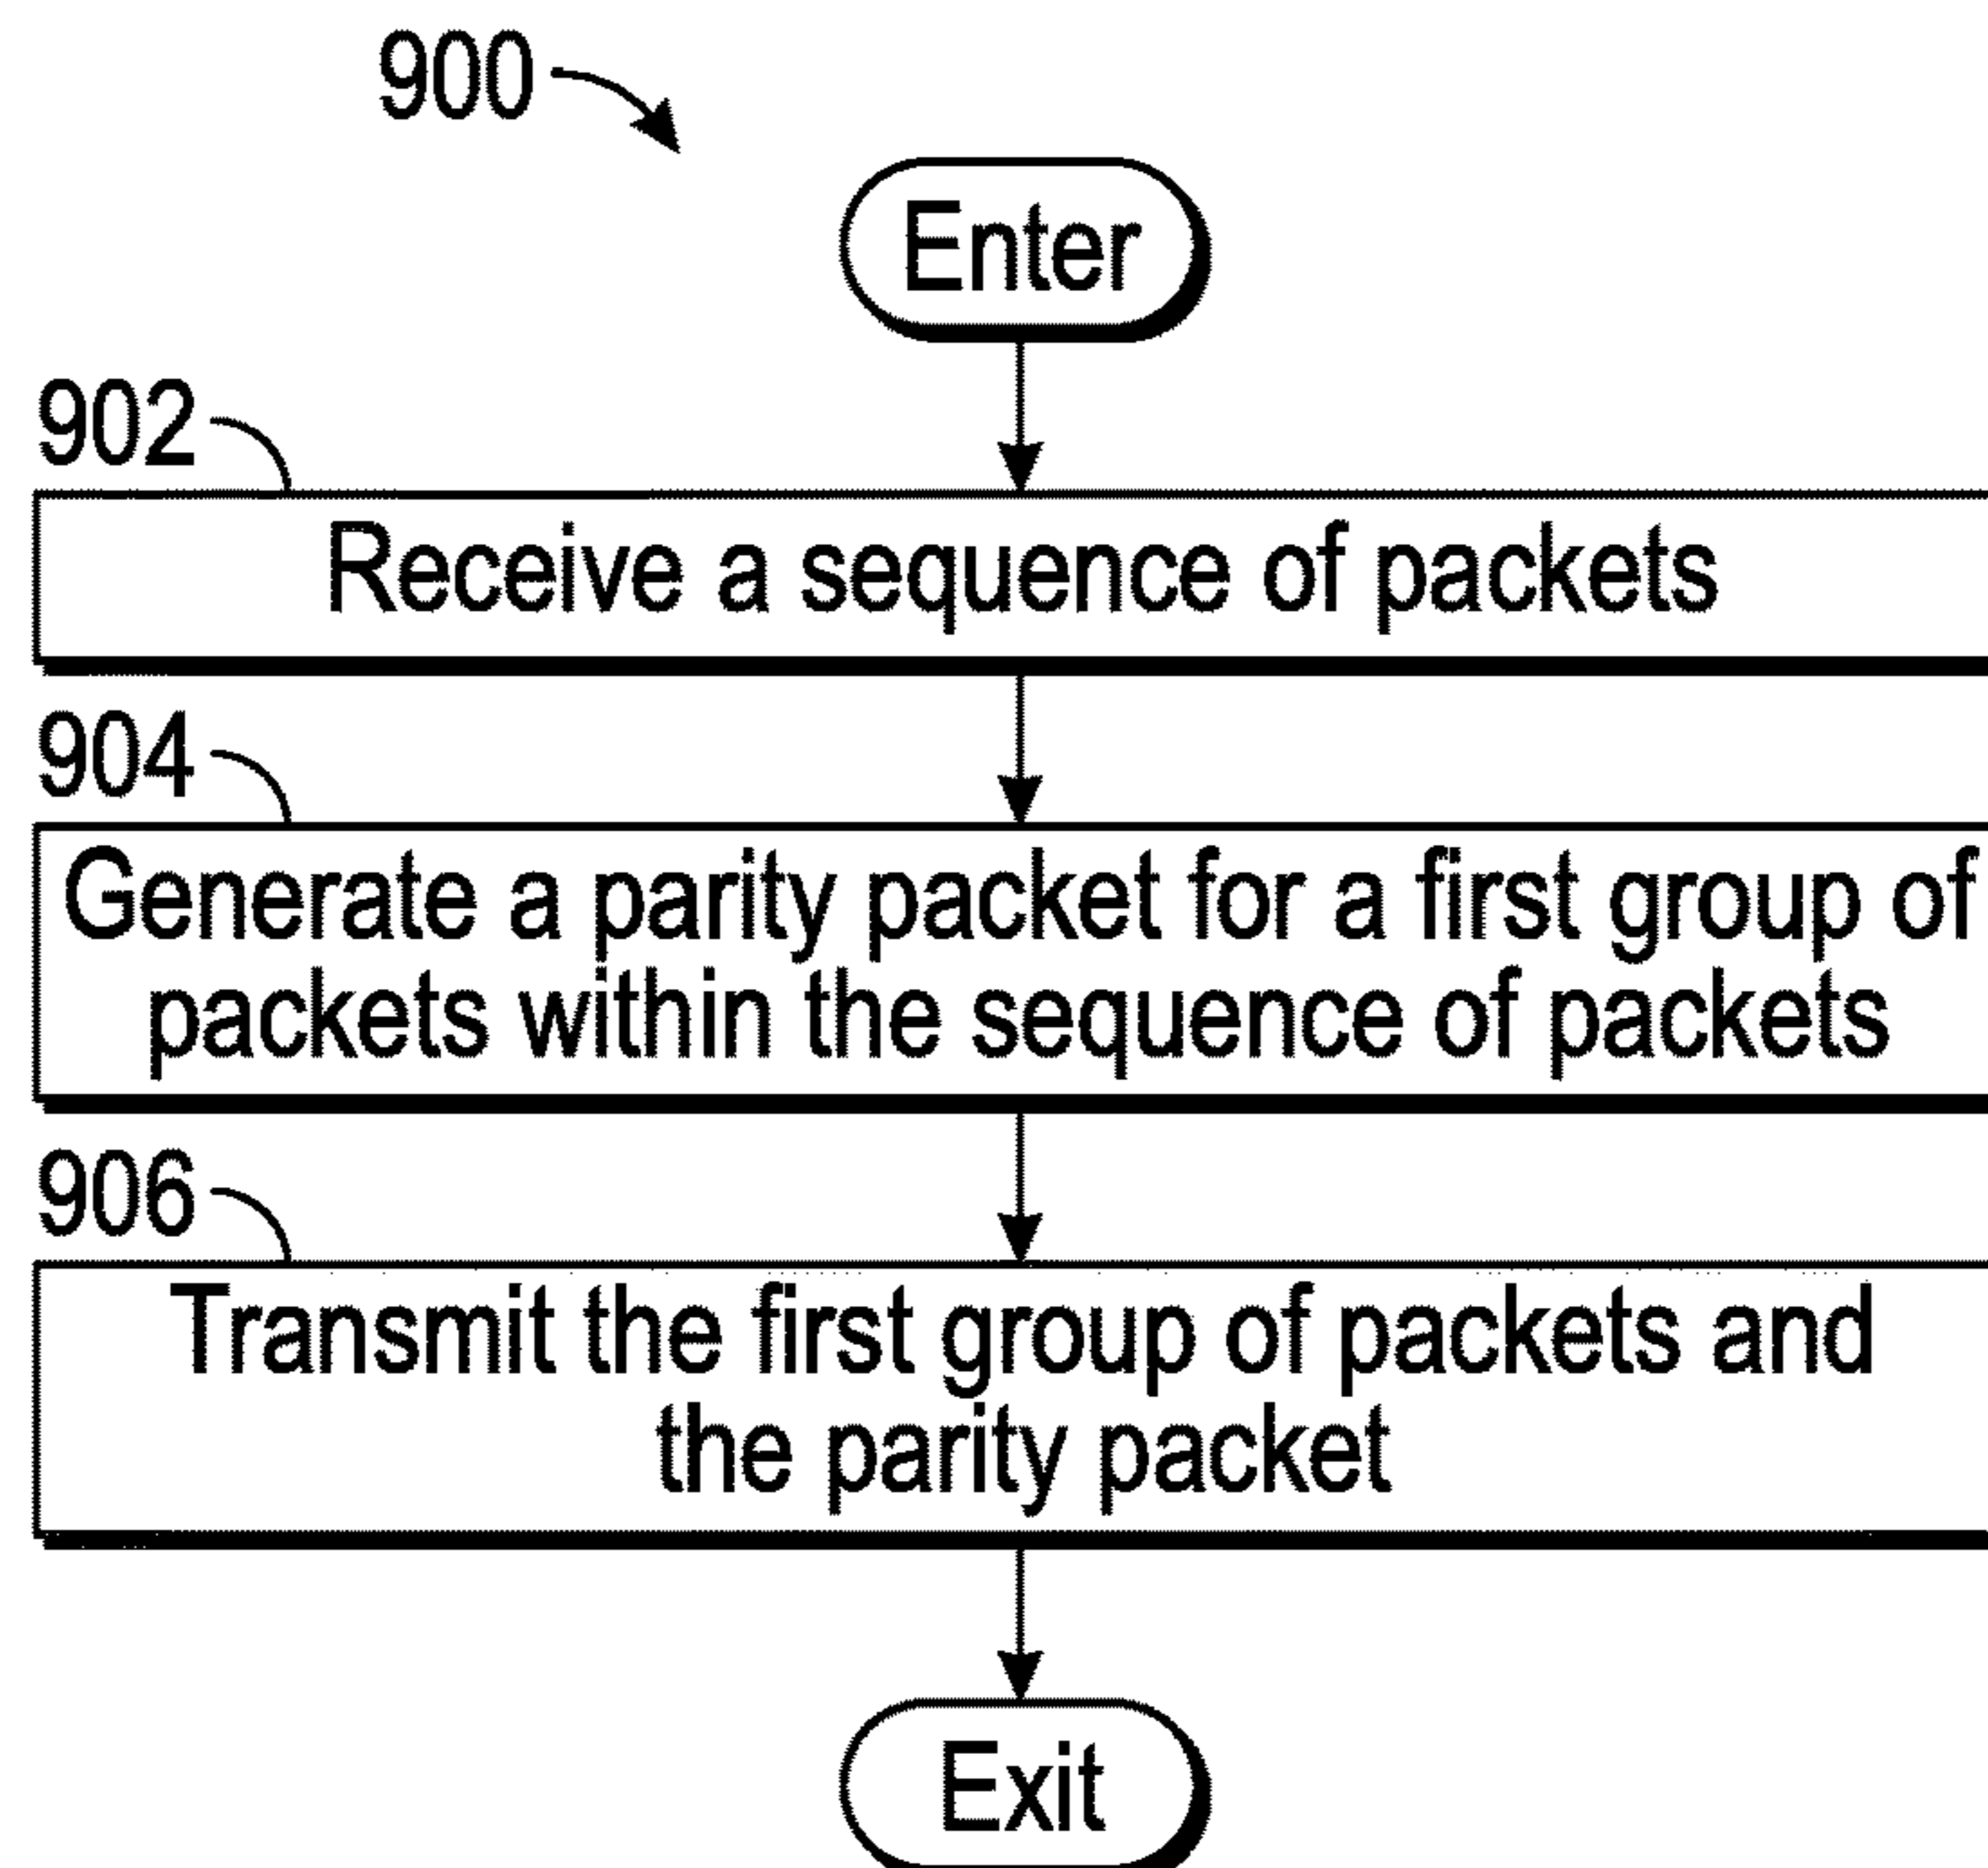 900
Enter
902
Receive a sequence of packets
904
Generate a parity packet for a first group of
packets within the sequence of packets
906
Transmit the first group of packets and
the parity packet
Exit